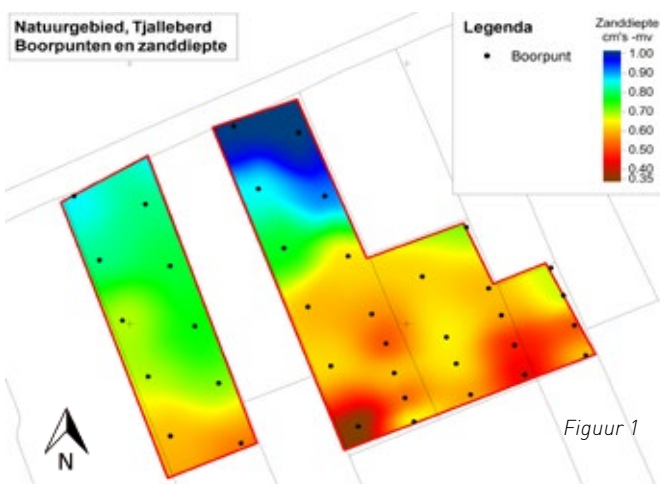 Natuurgebied, Tjalleberd
Boorpunten en zanddiepte
Legenda
Boorpunt
Zanddiepte
cm's -mv
1.00
0.90
0.80
0.70
0.60
0.50
0.40
0.35
N
Figuur 1